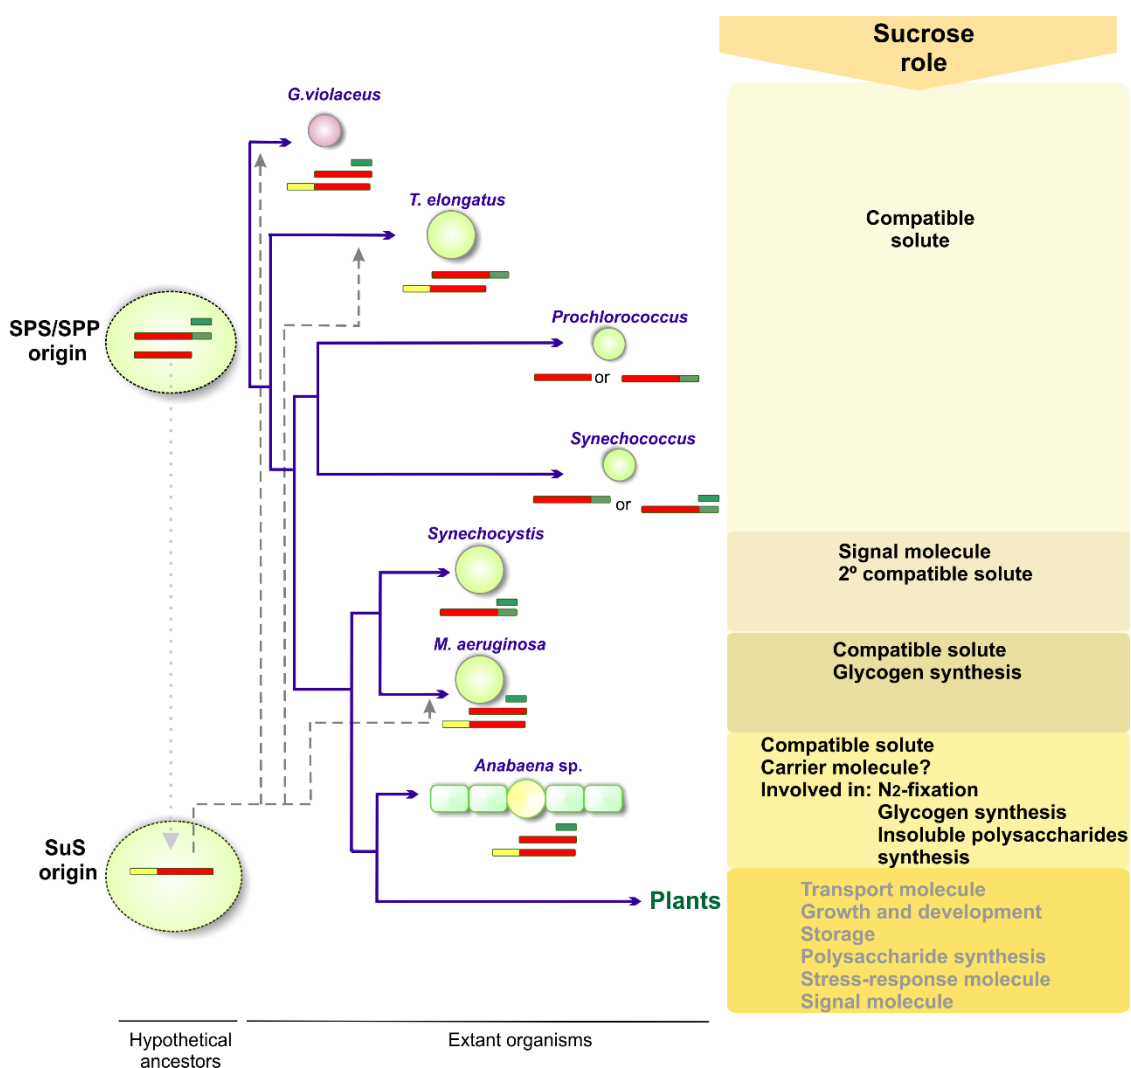 Sucrose
role
G.violaceus
T. elongatus
Compatible
solute
SPS/SPP
origin
Prochlorococcus
or
Synechococcus
or
Synechocystis
Signal molecule
2º compatible solute
M. aeruginosa
Compatible solute
Glycogen synthesis
Anabaena sp.
Compatible solute
Carrier molecule?
Involved in: N2-fixation
Glycogen synthesis
Insoluble polysaccharides
synthesis
SuS
origin
Plants
Transport molecule
Growth and development
Storage
Polysaccharide synthesis
Stress-response molecule
Signal molecule
Hypothetical
ancestors
Extant organisms